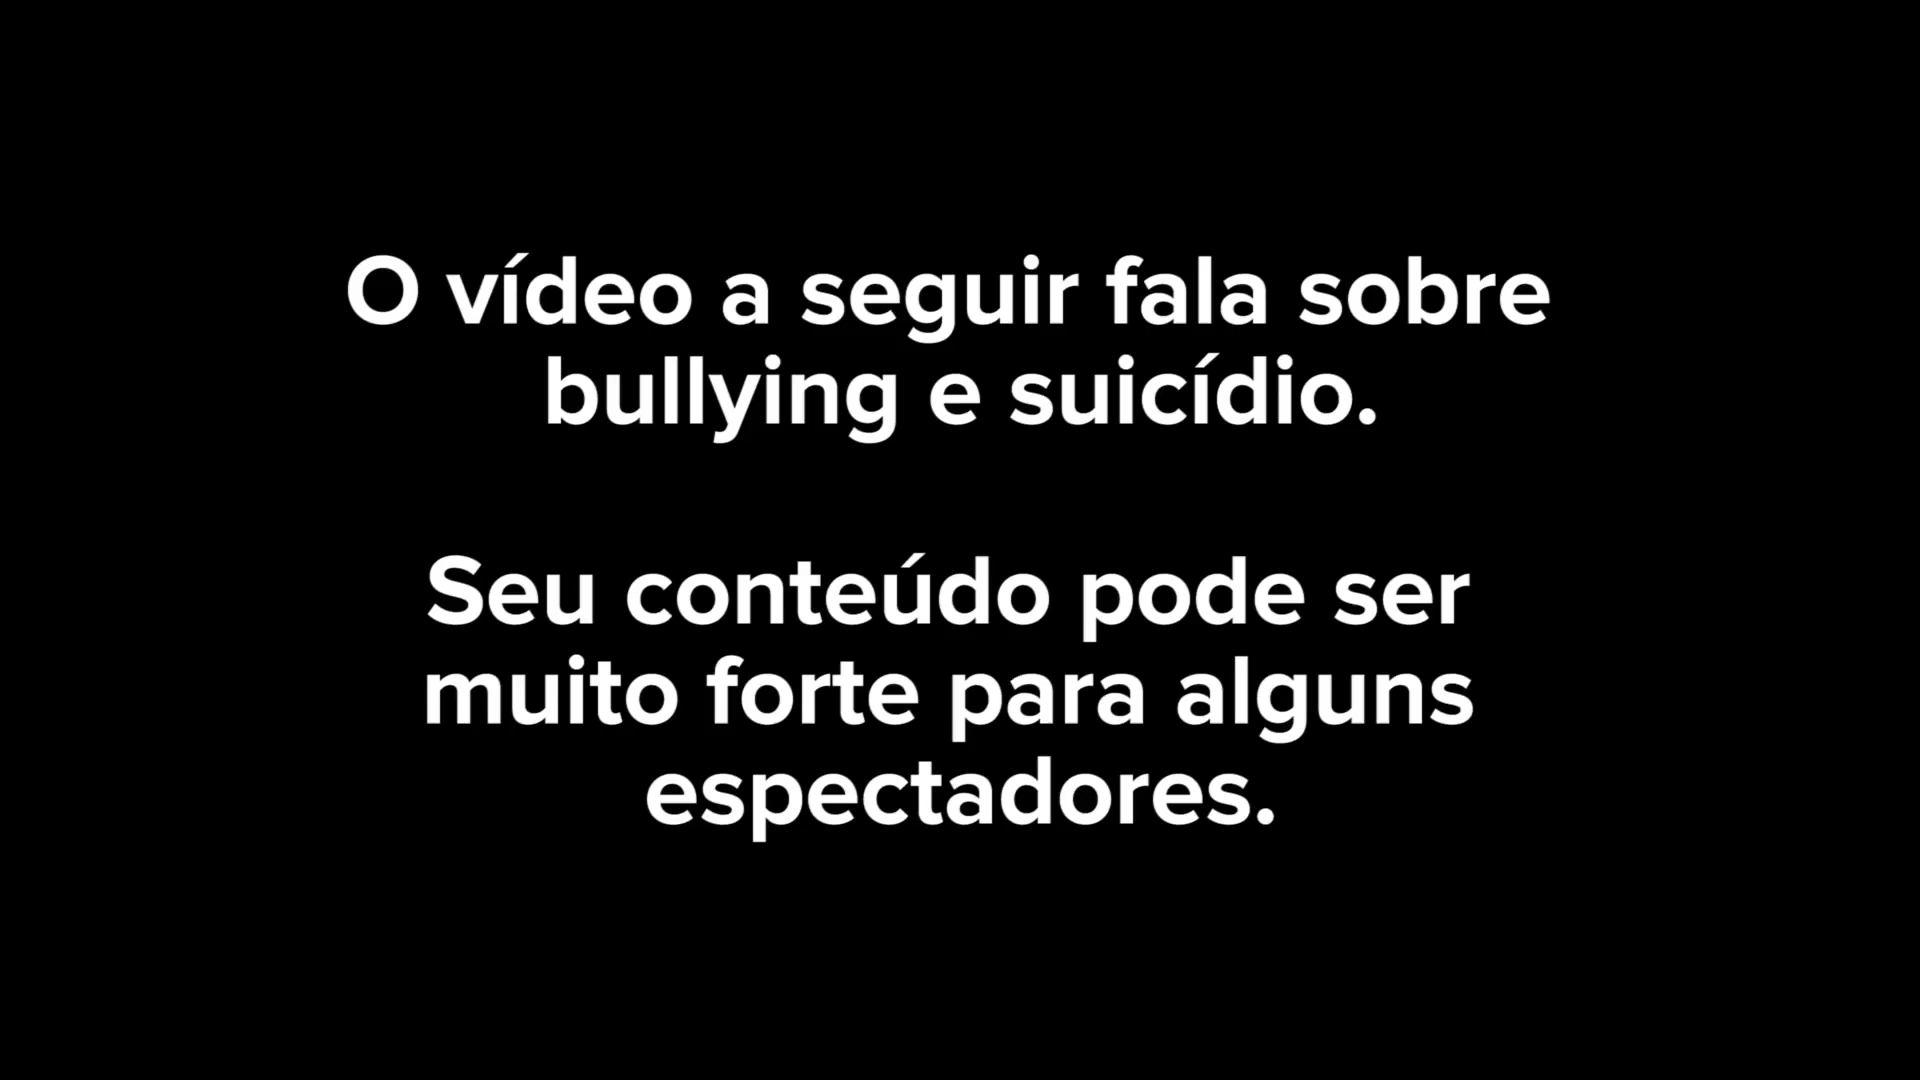 O vídeo a seguir fala sobre
bullying e suicídio.
Seu conteúdo pode ser
muito forte para alguns
espectadores.